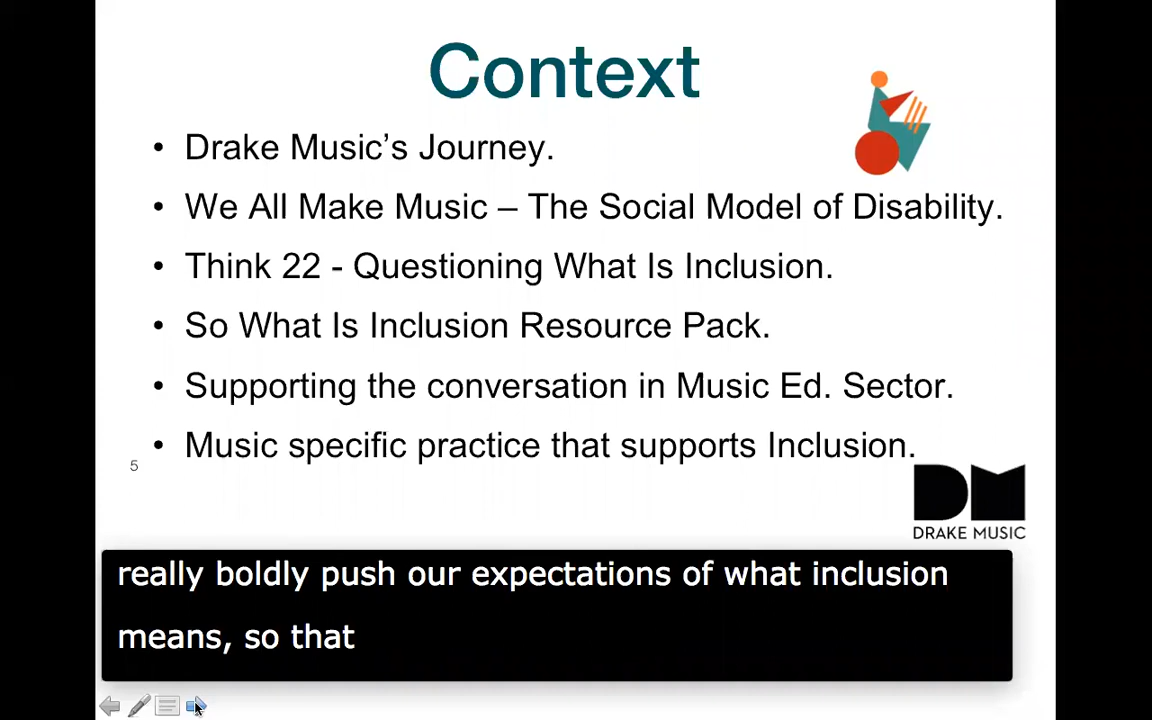 Context
• Drake Music’s Journey.
• We All Make Music – The Social Model of Disability.
• Think 22 - Questioning What Is Inclusion.
• So What Is Inclusion Resource Pack.
• Supporting the conversation in Music Ed. Sector.
• Music specific practice that supports Inclusion.
5
DM
DRAKE MUSIC
really boldly push our expectations of what inclusion
means, so that